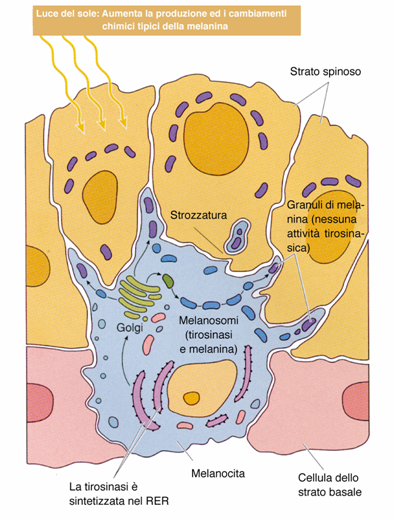 Luce del sole: Aumenta la produzione ed i cambiamenti
chimici tipici della melanina
Strato spinoso
Strozzatura
Granuli di mela-
nina (nessuna
attività tirosina-
sica)
Golgi
Melanosomi
(tirosinasi
e melanina)
La tirosinasi è
sintetizzata nel RER
Melanocita
Cellula dello
strato basale